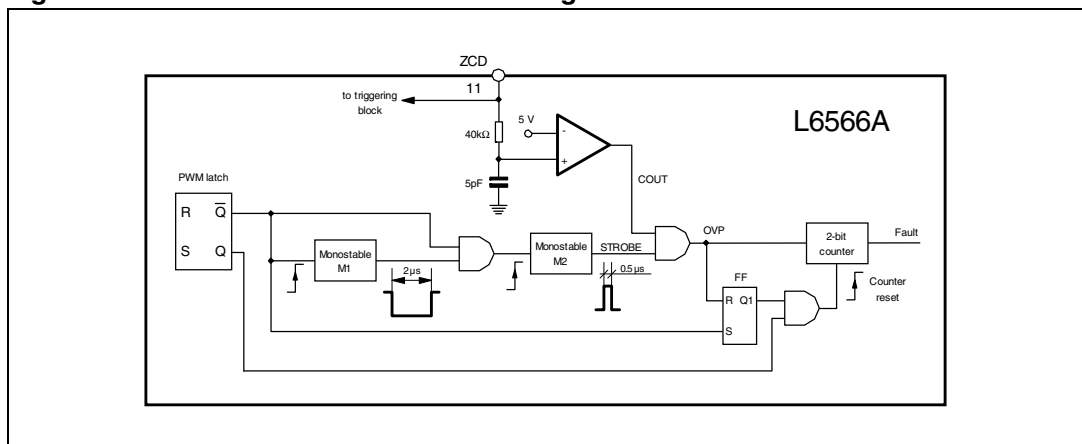 ZCD
11
to triggering
block
L6566A
5 V
40kΩ
-
+
5pF
COUT
PWM latch
R Q̅
S Q
Monostable
M1
2µs
Monostable
M2
STROBE
0.5 µs
OVP
2-bit
counter
Fault
Counter
reset
FF
R Q1
S